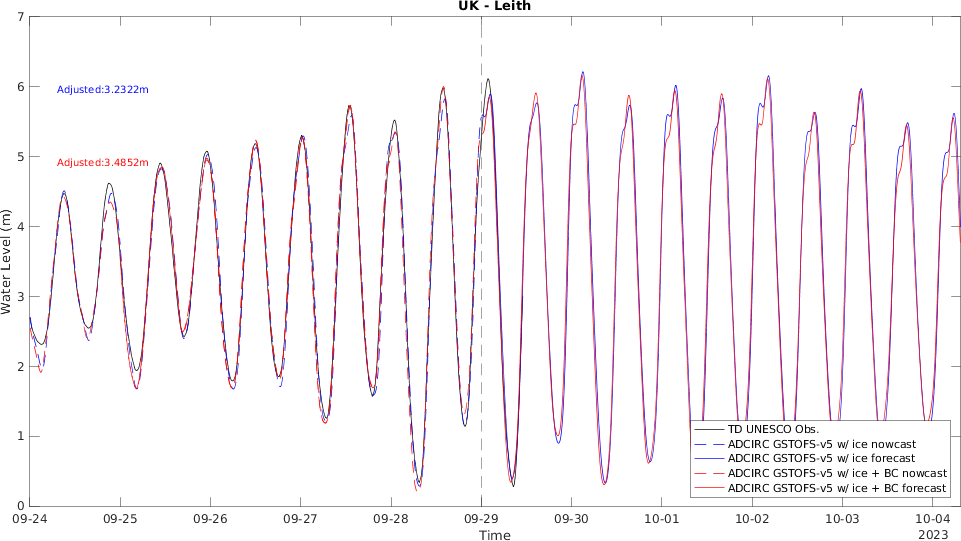 UK - Leith
7
6
5
4
3
2
1
0
Water Level (m)
Adjusted:3.2322m
Adjusted:3.4852m
TD UNESCO Obs.
ADCIRC GSTOFS-v5 w/ ice nowcast
ADCIRC GSTOFS-v5 w/ ice forecast
ADCIRC GSTOFS-v5 w/ ice + BC nowcast
ADCIRC GSTOFS-v5 w/ ice + BC forecast
09-24 09-25 09-26 09-27 09-28 09-29 09-30 10-01 10-02 10-03 10-04
Time
2023